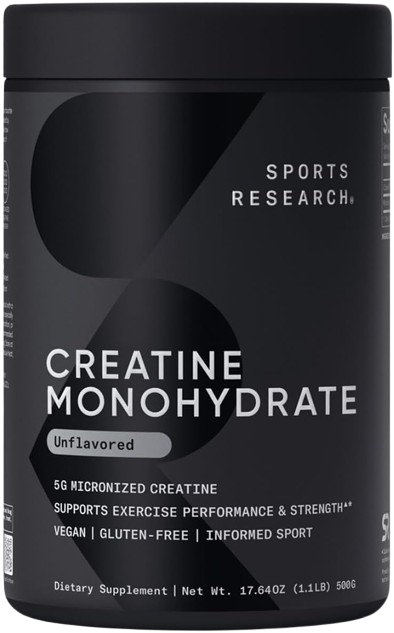 SPORTS
RESEARCH®
CREATINE
MONOHYDRATE
Unflavored
5G MICRONIZED CREATINE
SUPPORTS EXERCISE PERFORMANCE & STRENGTH▲*
VEGAN | GLUTEN-FREE | INFORMED SPORT
Dietary Supplement | Net Wt. 17.64OZ (1.1LB) 500G